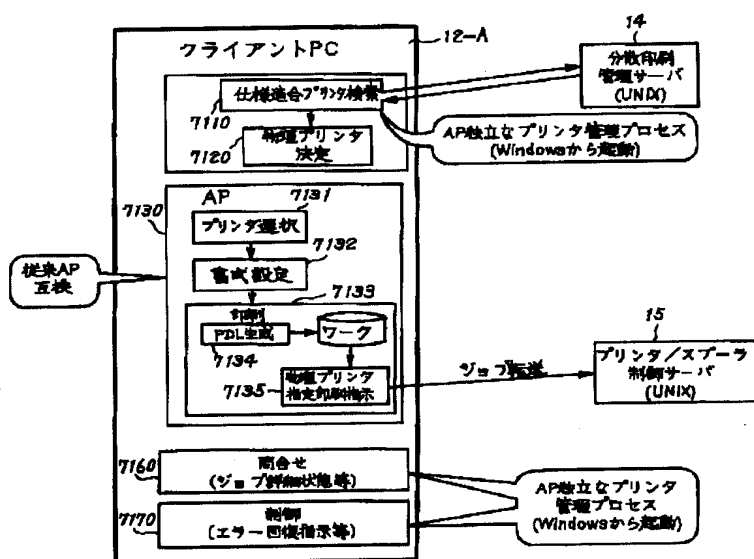 12-A
クライアントPC
14
分散印刷
管理サーバ
(UNIX)
仕様適合プリンタ検索
7110
物理プリンタ
決定
7120
AP独立なプリンタ管理プロセス
(Windowsから起動)
AP
7130
7131
プリンタ選択
7132
書式設定
従来AP
互換
7133
印刷
PDL生成
ワーク
7134
物理プリンタ
指定印刷指示
7135
ジョブ転送
15
プリンタ/スプーラ
制御サーバ
(UNIX)
7160
問合せ
(ジョブ詳細状態等)
7170
制御
(エラー回復指示等)
AP独立なプリンタ
管理プロセス
(Windowsから起動)